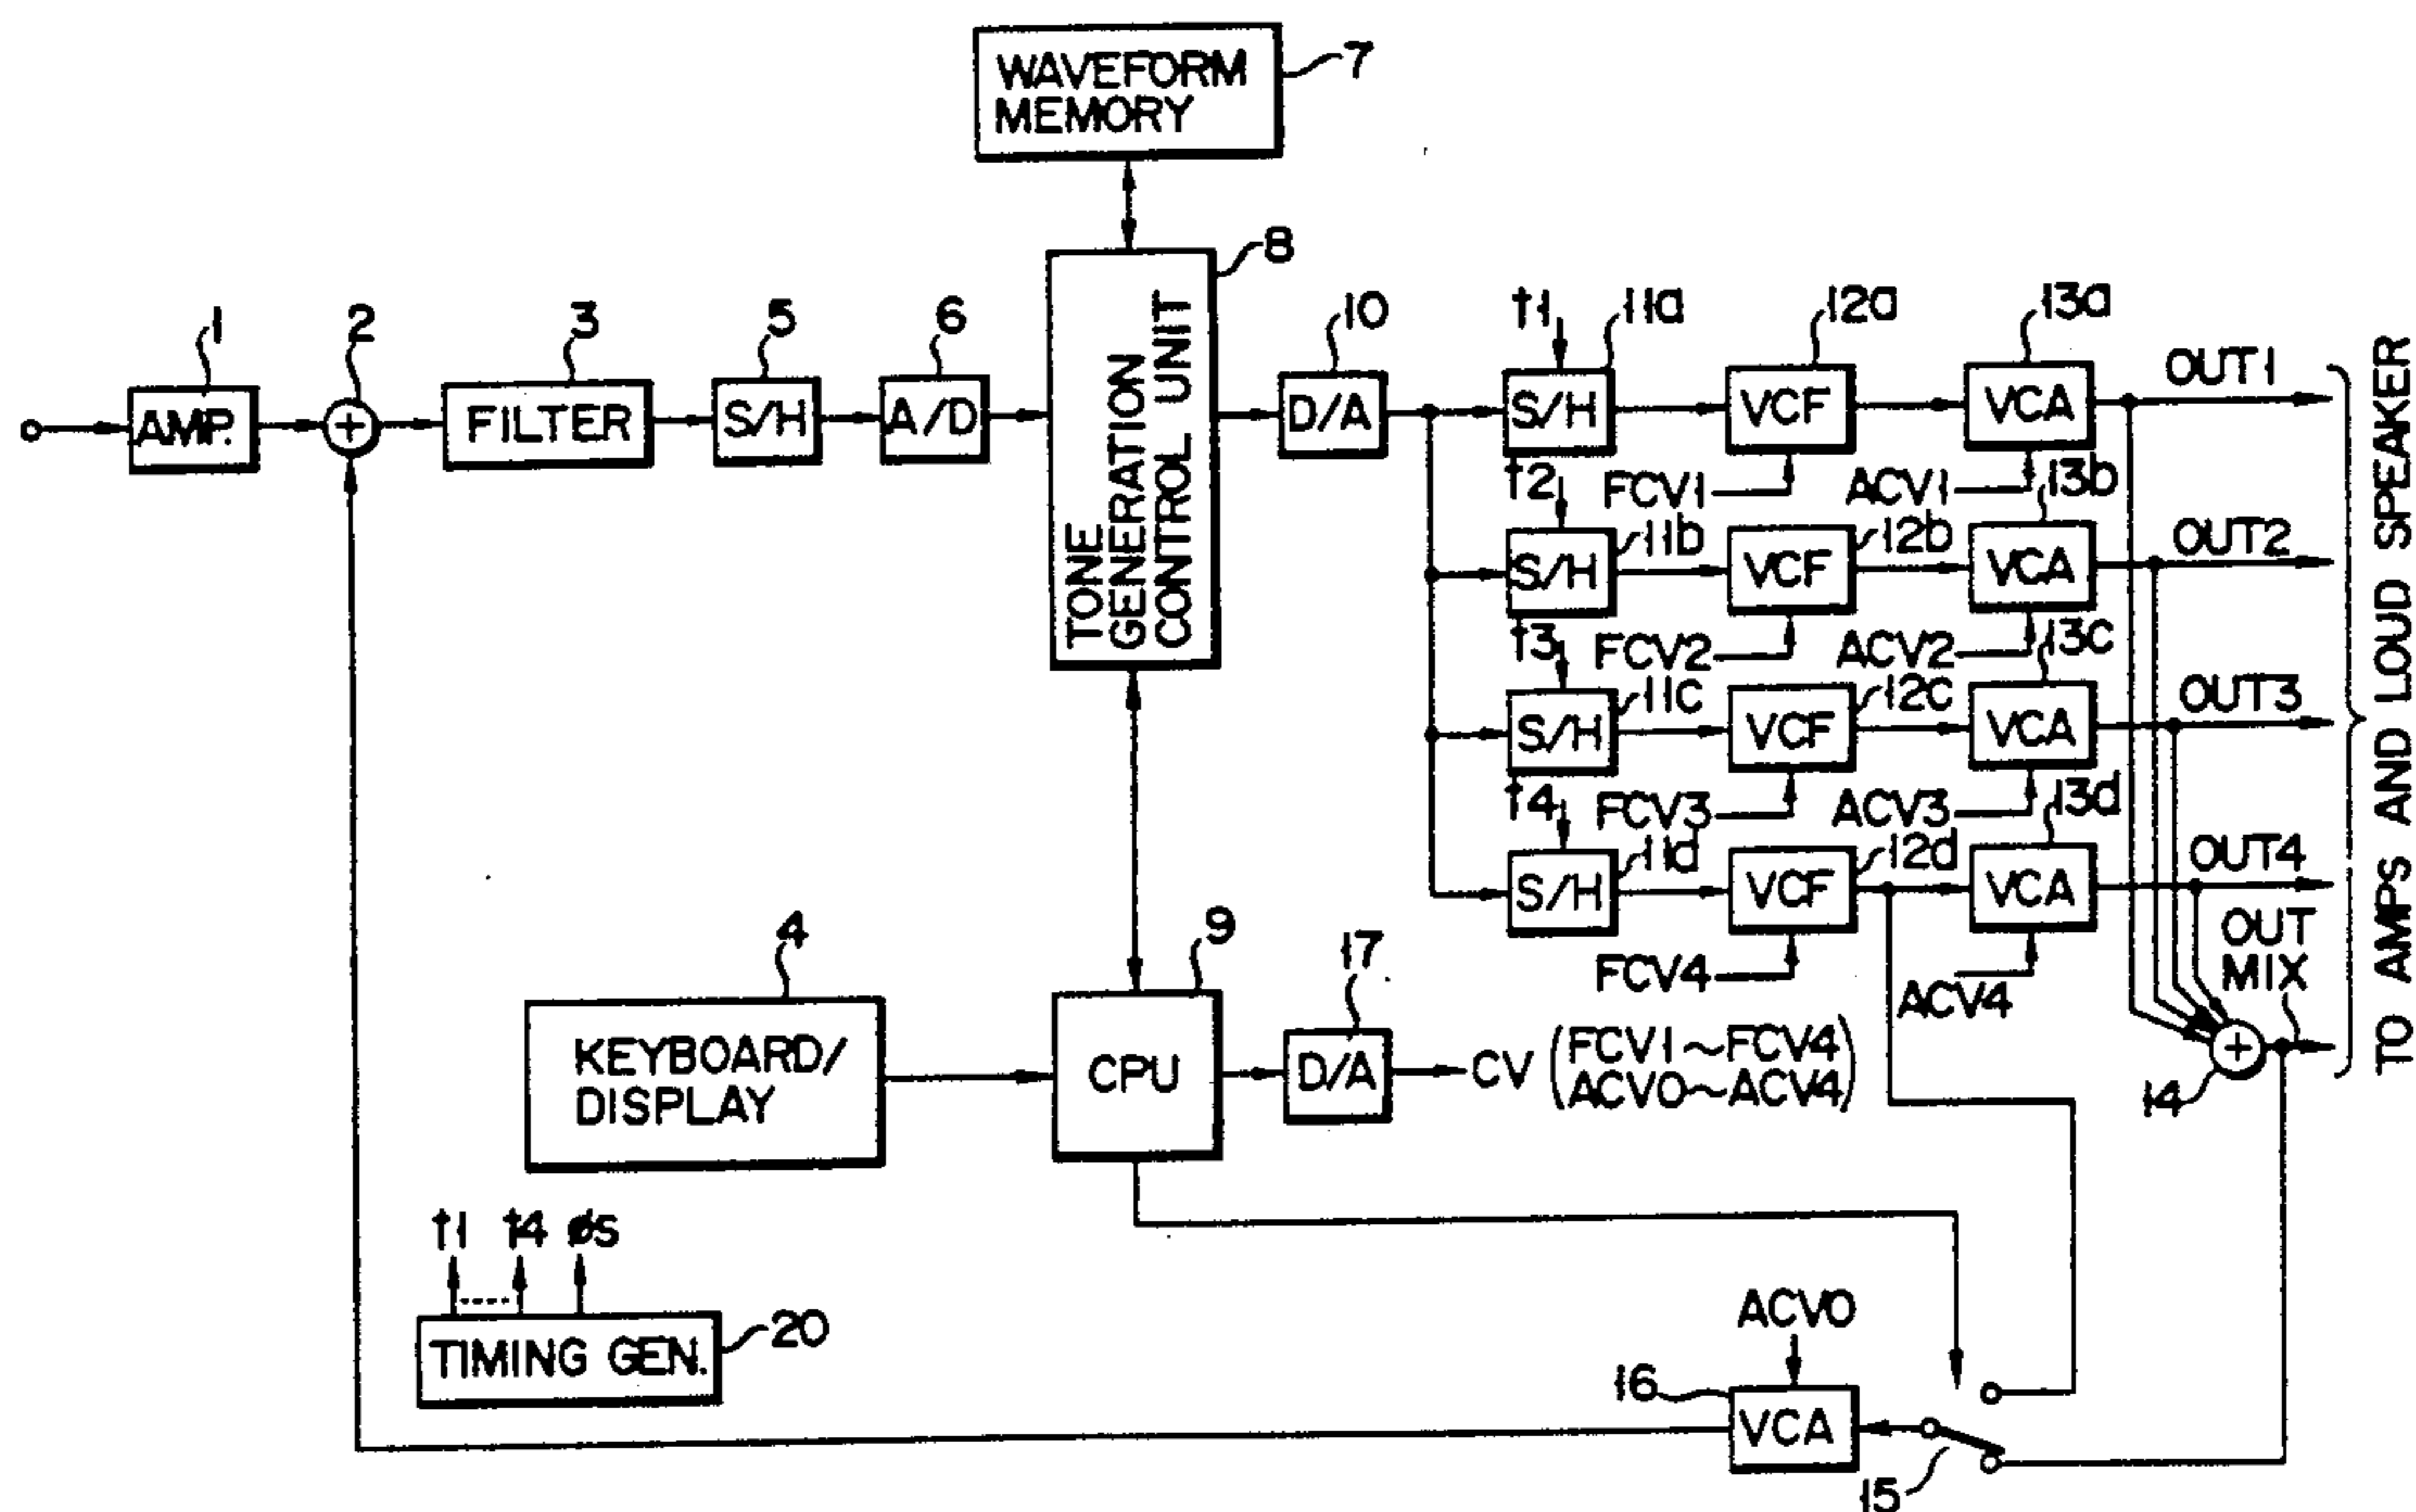 WAVEFORM
MEMORY
7
8
1
2
3
5
6
10
t1
11a
12a
13a
AMP.
+
FILTER
S/H
A/D
TONE
GENERATION
CONTROL UNIT
D/A
S/H
VCF
VCA
OUT1
t2
FCV1
ACV1
13b
S/H
11b
VCF
12b
VCA
OUT2
t3
FCV2
ACV2
13c
S/H
11c
VCF
12c
VCA
OUT3
t4
FCV3
ACV3
13d
S/H
11d
VCF
12d
VCA
OUT4
FCV4
ACV4
OUT
MIX
+
14
TO AMPS AND LOUD SPEAKER
4
KEYBOARD/
DISPLAY
9
CPU
17
D/A
CV (FCV1~FCV4
ACV0~ACV4)
t1 t4 øs
TIMING GEN.
20
ACV0
16
VCA
15